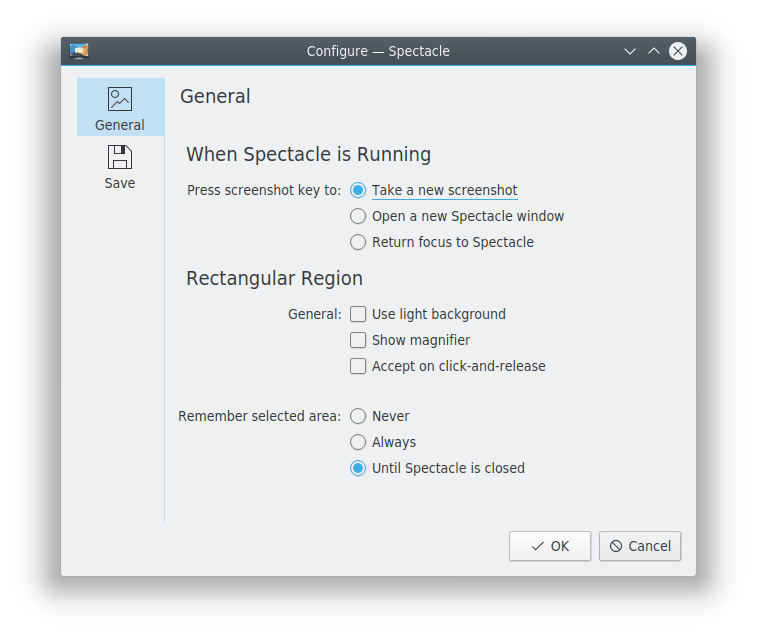 Configure — Spectacle
General
Save
General
When Spectacle is Running
Press screenshot key to: Take a new screenshot
Open a new Spectacle window
Return focus to Spectacle
Rectangular Region
General: Use light background
Show magnifier
Accept on click-and-release
Remember selected area: Never
Always
Until Spectacle is closed
OK Cancel